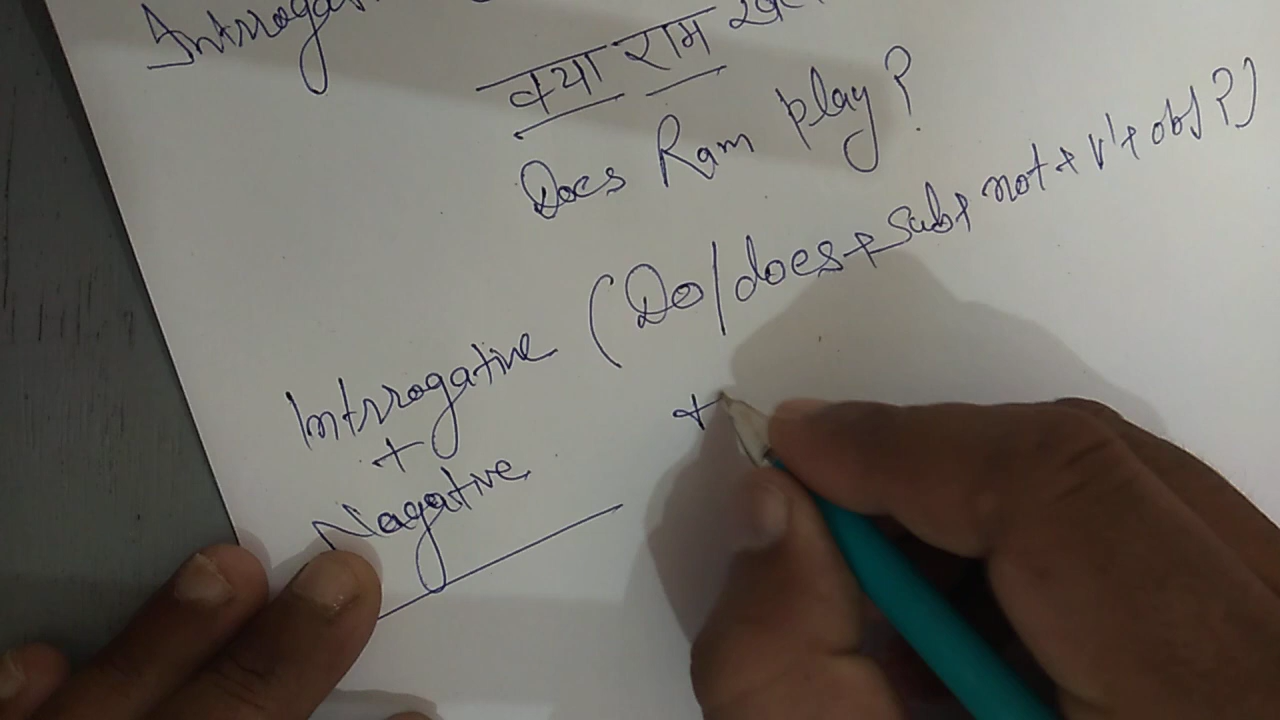 क्या राम
Does Ram play?
Intrrogative (Do/does+sub+not+V¹+obj?)
+
Nagative
+